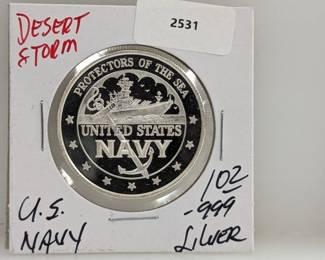 DESERT
STORM
2531
PROTECTORS OF THE SEA
UNITED STATES
NAVY
U.S.
NAVY
1OZ
.999
SILVER